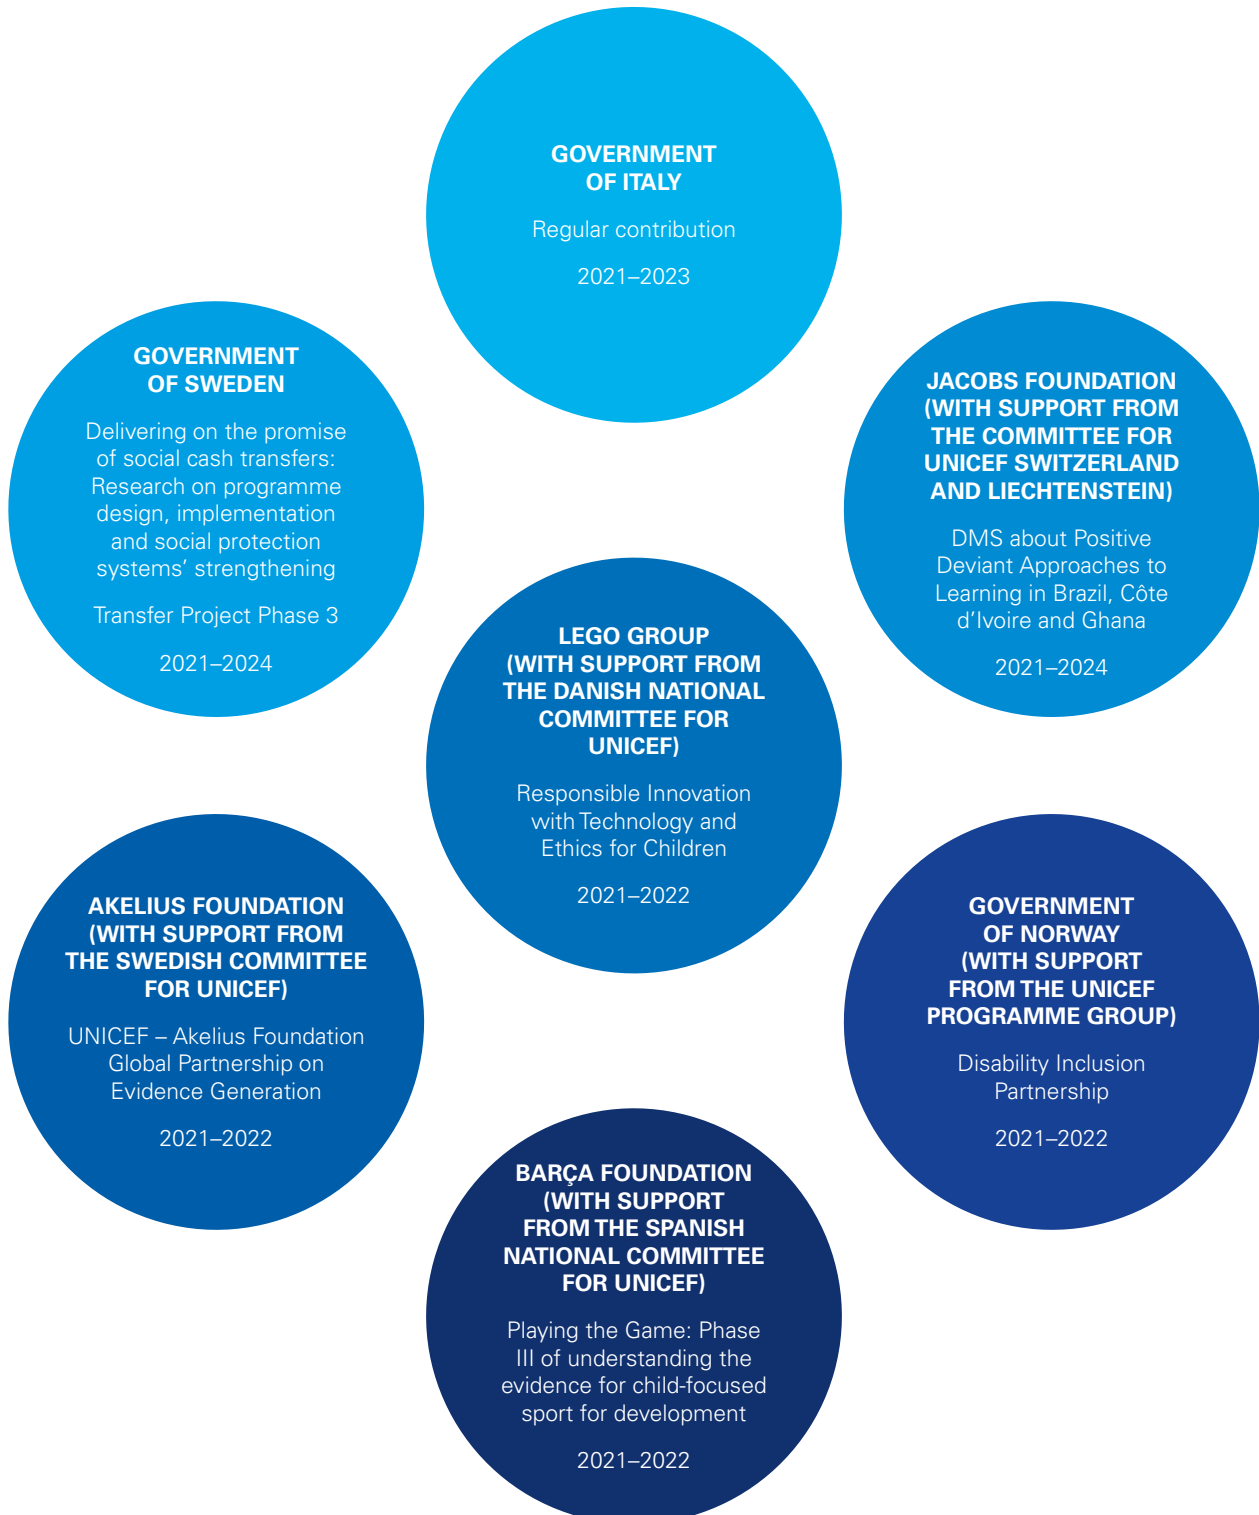 GOVERNMENT
OF ITALY
Regular contribution
2021–2023
GOVERNMENT
OF SWEDEN
Delivering on the promise
of social cash transfers:
Research on programme
design, implementation
and social protection
systems’ strengthening
Transfer Project Phase 3
2021–2024
JACOBS FOUNDATION
(WITH SUPPORT FROM
THE COMMITTEE FOR
UNICEF SWITZERLAND
AND LIECHTENSTEIN)
DMS about Positive
Deviant Approaches to
Learning in Brazil, Côte
d’Ivoire and Ghana
2021–2024
LEGO GROUP
(WITH SUPPORT FROM
THE DANISH NATIONAL
COMMITTEE FOR
UNICEF)
Responsible Innovation
with Technology and
Ethics for Children
2021–2022
AKELIUS FOUNDATION
(WITH SUPPORT FROM
THE SWEDISH COMMITTEE
FOR UNICEF)
UNICEF – Akelius Foundation
Global Partnership on
Evidence Generation
2021–2022
GOVERNMENT
OF NORWAY
(WITH SUPPORT
FROM THE UNICEF
PROGRAMME GROUP)
Disability Inclusion
Partnership
2021–2022
BARÇA FOUNDATION
(WITH SUPPORT
FROM THE SPANISH
NATIONAL COMMITTEE
FOR UNICEF)
Playing the Game: Phase
III of understanding the
evidence for child-focused
sport for development
2021–2022